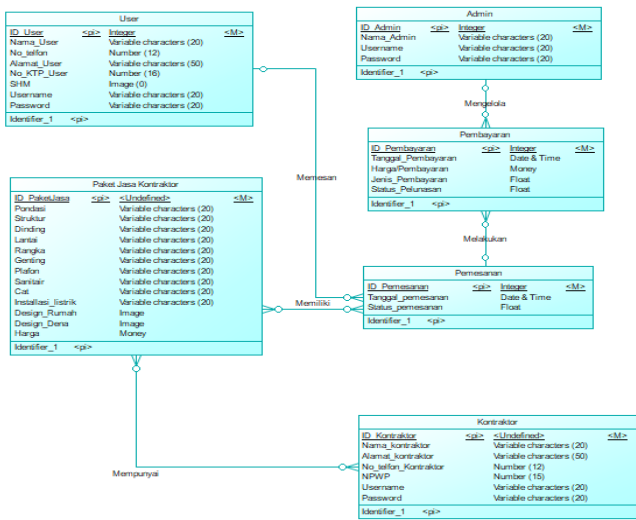 User
ID_User <pi> Integer <M>
Nama_User Variable characters (20)
No_telfon Number (12)
Alamat_User Variable characters (50)
No_KTP_User Number (16)
SHM Image (0)
Username Variable characters (20)
Password Variable characters (20)
Identifier_1 <pi>
Admin
ID_Admin <pi> Integer <M>
Nama_Admin Variable characters (20)
Username Variable characters (20)
Password Variable characters (20)
Identifier_1 <pi>
Mengelola
Pembayaran
ID_Pembayaran <pi> Integer <M>
Tanggal_Pembayaran Date & Time
Harga/Pembayaran Money
Jenis_Pembayaran Float
Status_Pelunasan Float
Identifier_1 <pi>
Memesan
Melakukan
Paket Jasa Kontraktor
ID_PaketJasa <pi> <Undefined> <M>
Pondasi Variable characters (20)
Struktur Variable characters (20)
Dinding Variable characters (20)
Lantai Variable characters (20)
Rangka Variable characters (20)
Genting Variable characters (20)
Plafon Variable characters (20)
Sanitair Variable characters (20)
Cat Variable characters (20)
Installasi_listrik Variable characters (20)
Design_Rumah Image
Design_Dena Image
Harga Money
Identifier_1 <pi>
Memiliki
Pemesanan
ID_Pemesanan <pi> Integer <M>
Tanggal_pemesanan Date & Time
Status_pemesanan Float
Identifier_1 <pi>
Mempunyai
Kontraktor
ID_Kontraktor <pi> <Undefined> <M>
Nama_kontraktor Variable characters (20)
Alamat_kontraktor Variable characters (50)
No_telfon_Kontraktor Number (12)
NPWP Number (15)
Username Variable characters (20)
Password Variable characters (20)
Identifier_1 <pi>